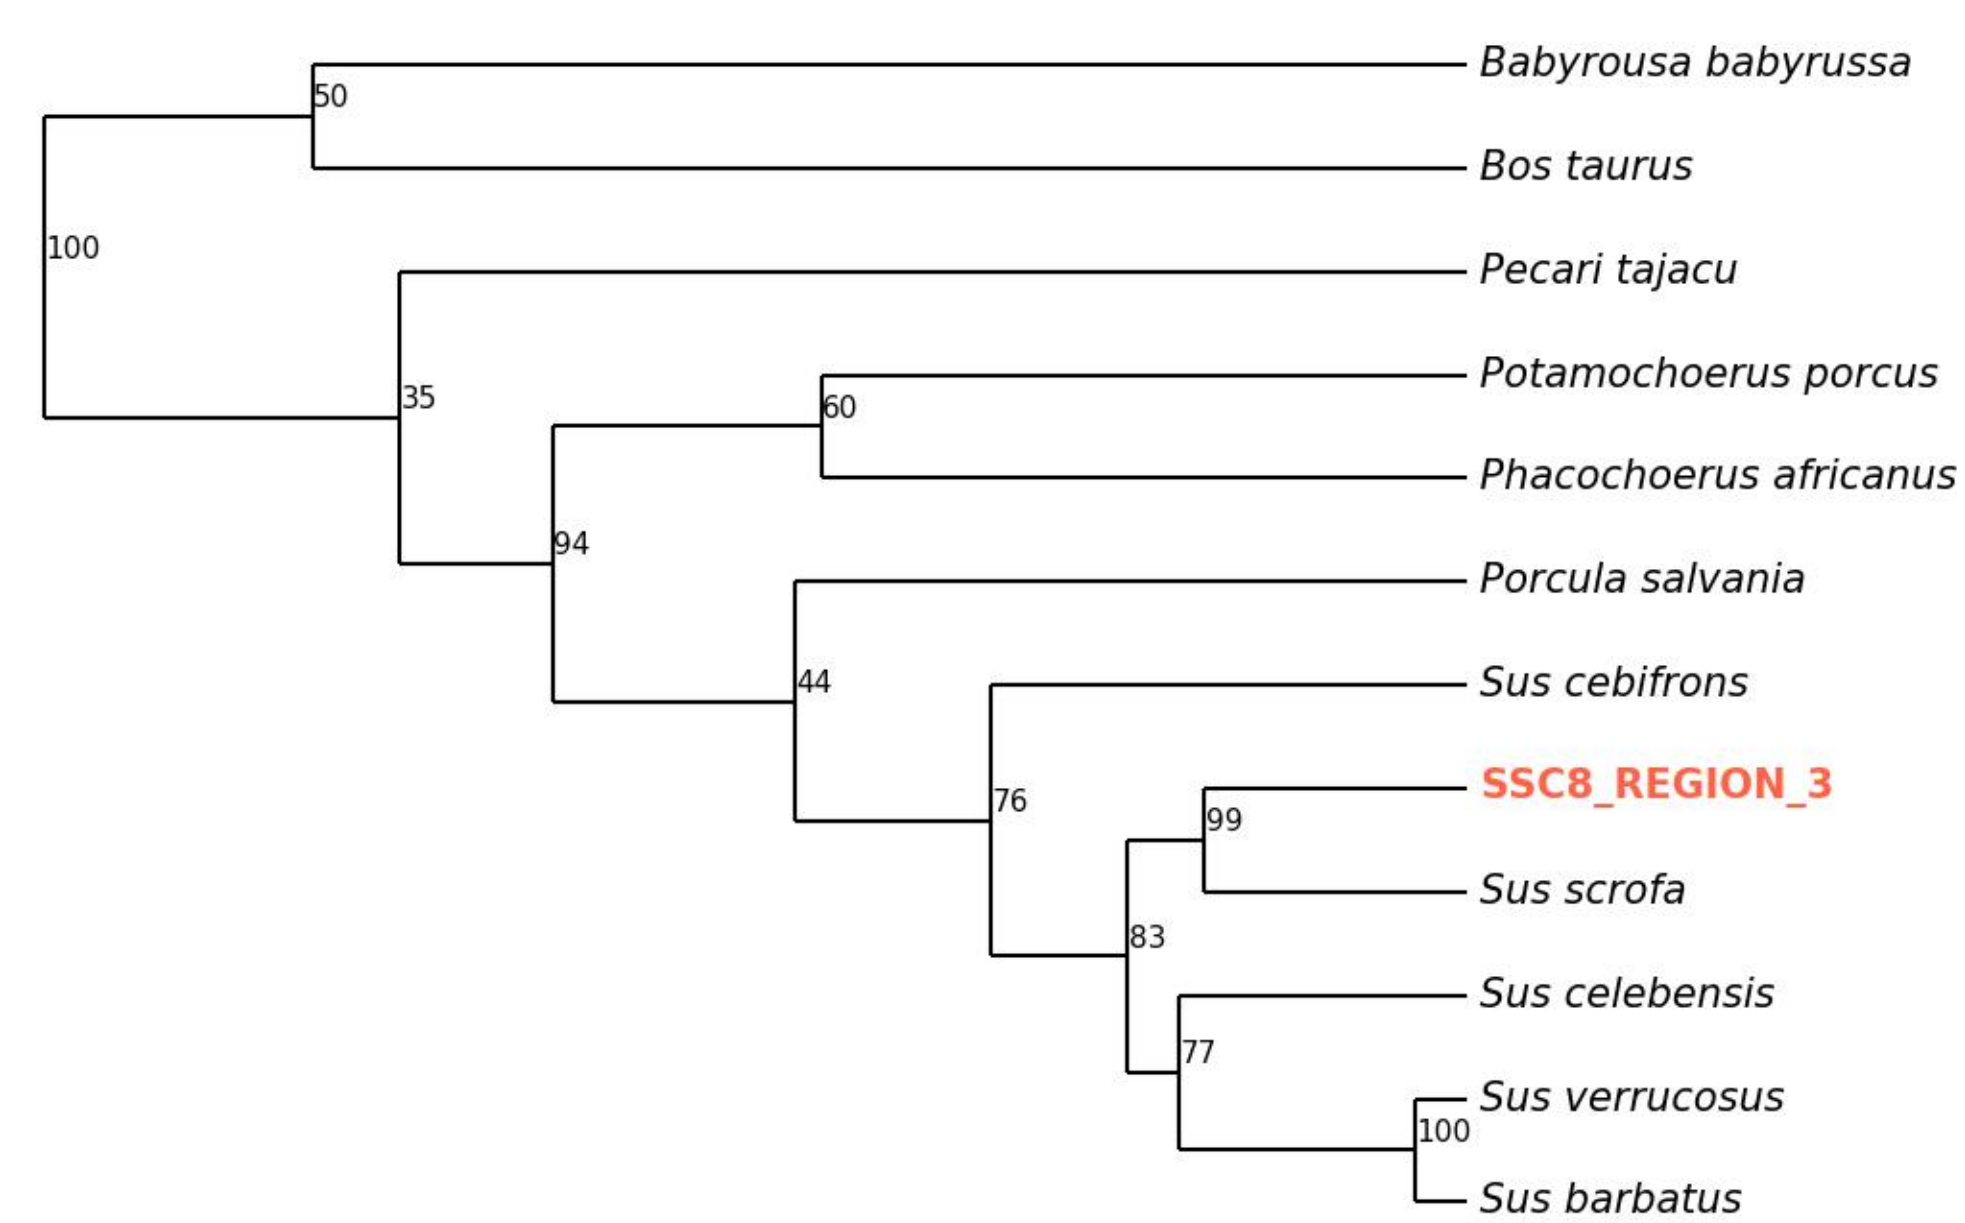 Babyrousa babyrussa
50
Bos taurus
100
Pecari tajacu
35
Potamochoerus porcus
60
Phacochoerus africanus
94
Porcula salvania
44
Sus cebifrons
76
SSC8_REGION_3
99
Sus scrofa
83
Sus celebensis
77
Sus verrucosus
100
Sus barbatus